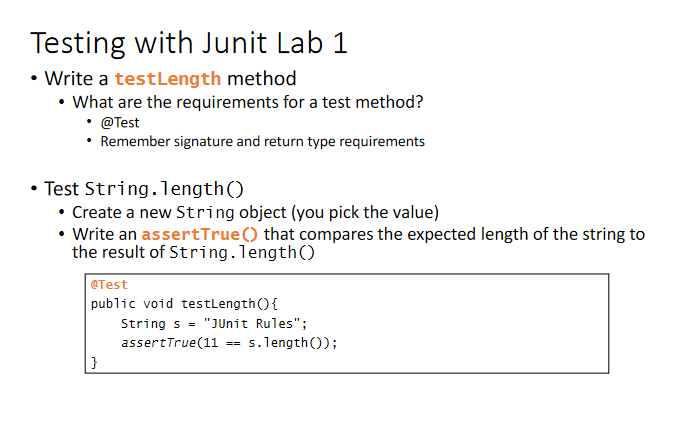 Testing with Junit Lab 1
• Write a testLength method
• What are the requirements for a test method?
• @Test
• Remember signature and return type requirements
• Test String.length()
• Create a new String object (you pick the value)
• Write an assertTrue() that compares the expected length of the string to
the result of String.length()
@Test
public void testLength(){
String s = "JUnit Rules";
assertTrue(11 == s.length());
}